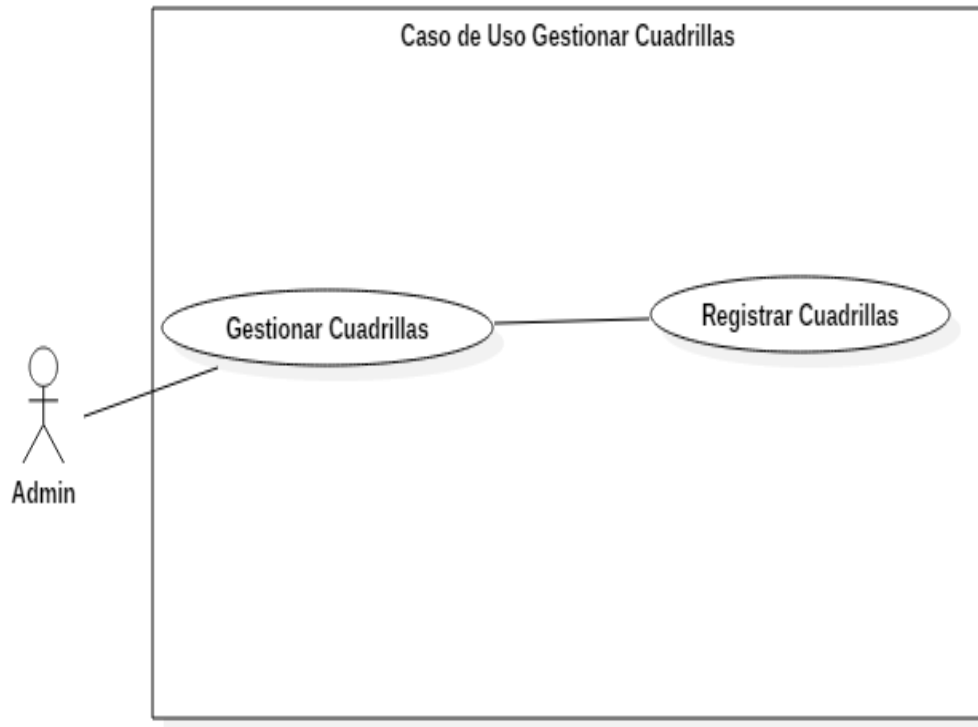 Caso de Uso Gestionar Cuadrillas
Gestionar Cuadrillas
Registrar Cuadrillas
Admin